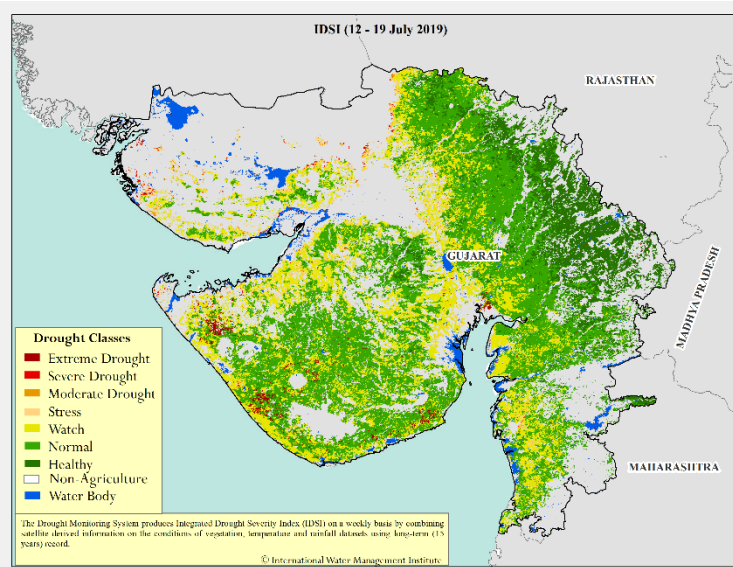 IDSI (12 - 19 July 2019)
RAJASTHAN
GUJARAT
MADHYA PRADESH
MAHARASHTRA
Drought Classes
Extreme Drought
Severe Drought
Moderate Drought
Stress
Watch
Normal
Healthy
Non-Agriculture
Water Body
The Drought Monitoring System produces Integrated Drought Severity Index (IDSI) on a weekly basis by combining
satellite derived information on the conditions of vegetation, temperature and rainfall datasets using long-term (15
years) record.
© International Water Management Institute